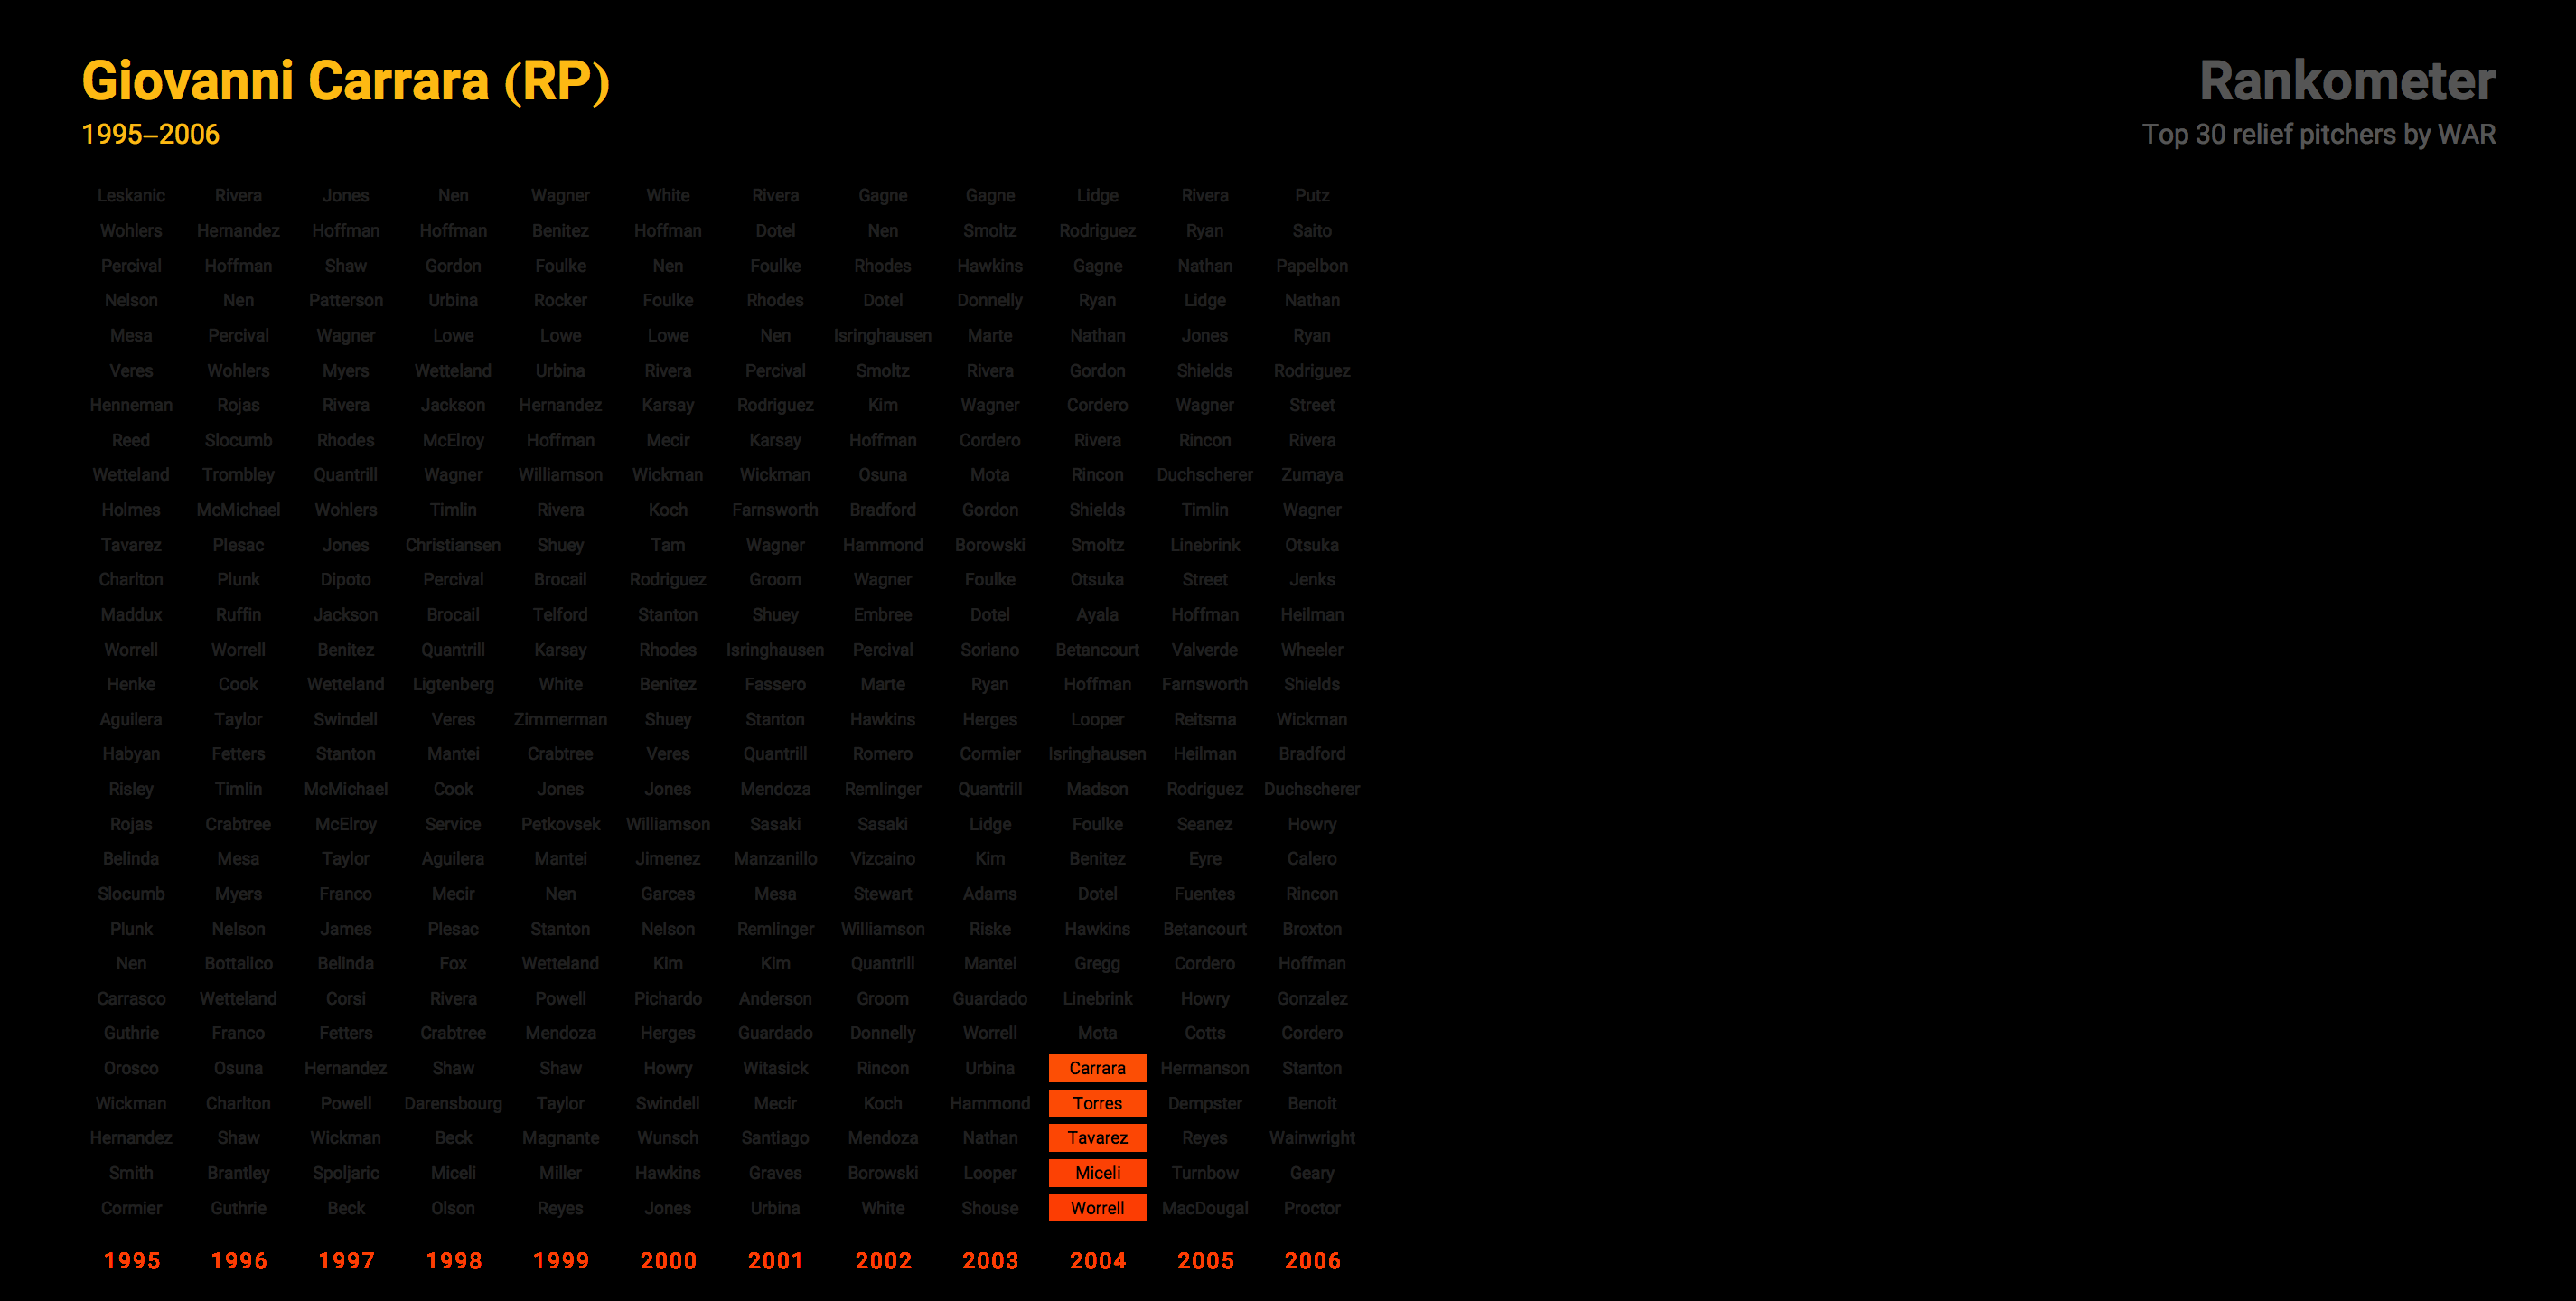 Giovanni Carrara (RP)
1995–2006
Rankometer
Top 30 relief pitchers by WAR
Leskanic Rivera Jones Nen Wagner White Rivera Gagne Gagne Lidge Rivera Putz
Wohlers Hernandez Hoffman Hoffman Benitez Hoffman Dotel Nen Smoltz Rodriguez Ryan Saito
Percival Hoffman Shaw Gordon Foulke Nen Foulke Rhodes Hawkins Gagne Nathan Papelbon
Nelson Nen Patterson Urbina Rocker Foulke Rhodes Dotel Donnelly Ryan Lidge Nathan
Mesa Percival Wagner Lowe Lowe Lowe Nen Isringhausen Marte Nathan Jones Ryan
Veres Wohlers Myers Wetteland Urbina Rivera Percival Smoltz Rivera Gordon Shields Rodriguez
Henneman Rojas Rivera Jackson Hernandez Karsay Rodriguez Kim Wagner Cordero Wagner Street
Reed Slocumb Rhodes McElroy Hoffman Mecir Karsay Hoffman Cordero Rivera Rincon Rivera
Wetteland Trombley Quantrill Wagner Williamson Wickman Wickman Osuna Mota Rincon Duchscherer Zumaya
Holmes McMichael Wohlers Timlin Rivera Koch Farnsworth Bradford Gordon Shields Timlin Wagner
Tavarez Plesac Jones Christiansen Shuey Tam Wagner Hammond Borowski Smoltz Linebrink Otsuka
Charlton Plunk Dipoto Percival Brocail Rodriguez Groom Wagner Foulke Otsuka Street Jenks
Maddux Ruffin Jackson Brocail Telford Stanton Shuey Embree Dotel Ayala Hoffman Heilman
Worrell Worrell Benitez Quantrill Karsay Rhodes Isringhausen Percival Soriano Betancourt Valverde Wheeler
Henke Cook Wetteland Ligtenberg White Benitez Fassero Marte Ryan Hoffman Farnsworth Shields
Aguilera Taylor Swindell Veres Zimmerman Shuey Stanton Hawkins Herges Looper Reitsma Wickman
Habyan Fetters Stanton Mantei Crabtree Veres Quantrill Romero Cormier Isringhausen Heilman Bradford
Risley Timlin McMichael Cook Jones Jones Mendoza Remlinger Quantrill Madson Rodriguez Duchscherer
Rojas Crabtree McElroy Service Petkovsek Williamson Sasaki Sasaki Lidge Foulke Seanez Howry
Belinda Mesa Taylor Aguilera Mantei Jimenez Manzanillo Vizcaino Kim Benitez Eyre Calero
Slocumb Myers Franco Mecir Nen Garces Mesa Stewart Adams Dotel Fuentes Rincon
Plunk Nelson James Plesac Stanton Nelson Remlinger Williamson Riske Hawkins Betancourt Broxton
Nen Bottalico Belinda Fox Wetteland Kim Kim Quantrill Mantei Gregg Cordero Hoffman
Carrasco Wetteland Corsi Rivera Powell Pichardo Anderson Groom Guardado Linebrink Howry Gonzalez
Guthrie Franco Fetters Crabtree Mendoza Herges Guardado Donnelly Worrell Mota Cotts Cordero
Orosco Osuna Hernandez Shaw Shaw Howry Witasick Rincon Urbina Carrara Hermanson Stanton
Wickman Charlton Powell Darensbourg Taylor Swindell Mecir Koch Hammond Torres Dempster Benoit
Hernandez Shaw Wickman Beck Magnante Wunsch Santiago Mendoza Nathan Tavarez Reyes Wainwright
Smith Brantley Spoljaric Miceli Miller Hawkins Graves Borowski Looper Miceli Turnbow Geary
Cormier Guthrie Beck Olson Reyes Jones Urbina White Shouse Worrell MacDougal Proctor
1995 1996 1997 1998 1999 2000 2001 2002 2003 2004 2005 2006